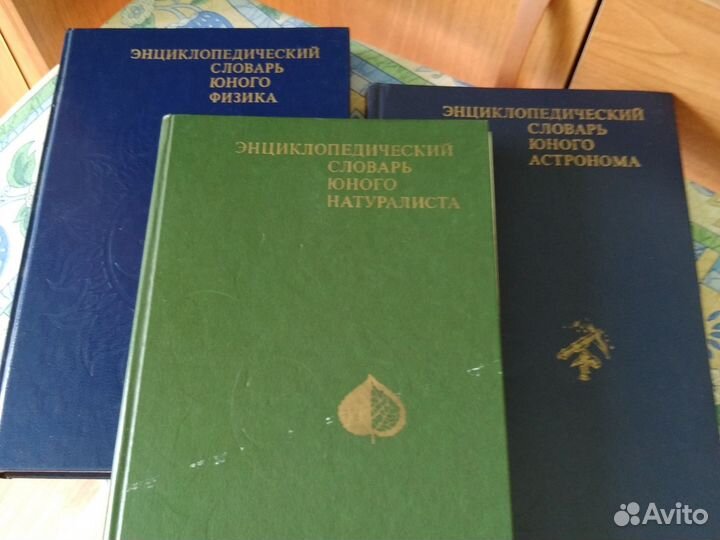 ЭНЦИКЛОПЕДИЧЕСКИЙ
СЛОВАРЬ
ЮНОГО
ФИЗИКА
ЭНЦИКЛОПЕДИЧЕСКИЙ
СЛОВАРЬ
ЮНОГО
НАТУРАЛИСТА
ЭНЦИКЛОПЕДИЧЕСКИЙ
СЛОВАРЬ
ЮНОГО
АСТРОНОМА
Avito